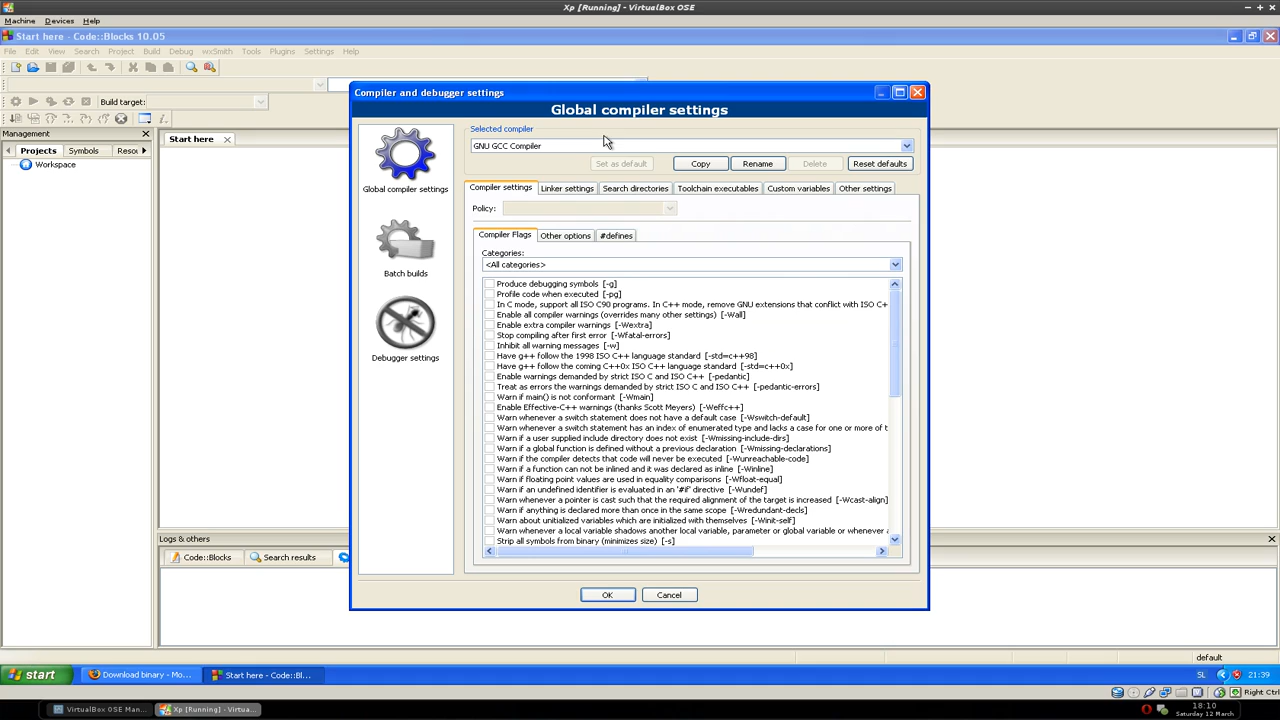 Xp [Running] - VirtualBox OSE
Machine Devices Help
Start here - Code::Blocks 10.05
File Edit View Search Project Build Debug wxSmith Tools Plugins Settings Help
Build target:
Management
Projects Symbols Resou
Workspace
Start here
Compiler and debugger settings
Global compiler settings
Global compiler settings
Batch builds
Debugger settings
Selected compiler
GNU GCC Compiler
Set as default Copy Rename Delete Reset defaults
Compiler settings Linker settings Search directories Toolchain executables Custom variables Other settings
Policy:
Compiler Flags Other options #defines
Categories:
<All categories>
Produce debugging symbols [-g]
Profile code when executed [-pg]
In C mode, support all ISO C90 programs. In C++ mode, remove GNU extensions that conflict with ISO C+
Enable all compiler warnings (overrides many other settings) [-Wall]
Enable extra compiler warnings [-Wextra]
Stop compiling after first error [-Wfatal-errors]
Inhibit all warning messages [-w]
Have g++ follow the 1998 ISO C++ language standard [-std=c++98]
Have g++ follow the coming C++0x ISO C++ language standard [-std=c++0x]
Enable warnings demanded by strict ISO C and ISO C++ [-pedantic]
Treat as errors the warnings demanded by strict ISO C and ISO C++ [-pedantic-errors]
Warn if main() is not conformant [-Wmain]
Enable Effective-C++ warnings (thanks Scott Meyers) [-Weffc++]
Warn whenever a switch statement does not have a default case [-Wswitch-default]
Warn whenever a switch statement has an index of enumerated type and lacks a case for one or more of t
Warn if a user supplied include directory does not exist [-Wmissing-include-dirs]
Warn if a global function is defined without a previous declaration [-Wmissing-declarations]
Warn if the compiler detects that code will never be executed [-Wunreachable-code]
Warn if a function can not be inlined and it was declared as inline [-Winline]
Warn if floating point values are used in equality comparisons [-Wfloat-equal]
Warn if an undefined identifier is evaluated in an '#if' directive [-Wundef]
Warn whenever a pointer is cast such that the required alignment of the target is increased [-Wcast-align]
Warn if anything is declared more than once in the same scope [-Wredundant-decls]
Warn about unitialized variables which are initialized with themselves [-Winit-self]
Warn whenever a local variable shadows another local variable, parameter or global variable or whenever a
Strip all symbols from binary (minimizes size) [-s]
OK Cancel
Logs & others
Code::Blocks Search results
default
start Download binary - Mo... Start here - Code::Bl... SL 21:39
Right Ctrl
VirtualBox OSE Man... Xp [Running] - Virtua...
18:10
Saturday 12 March